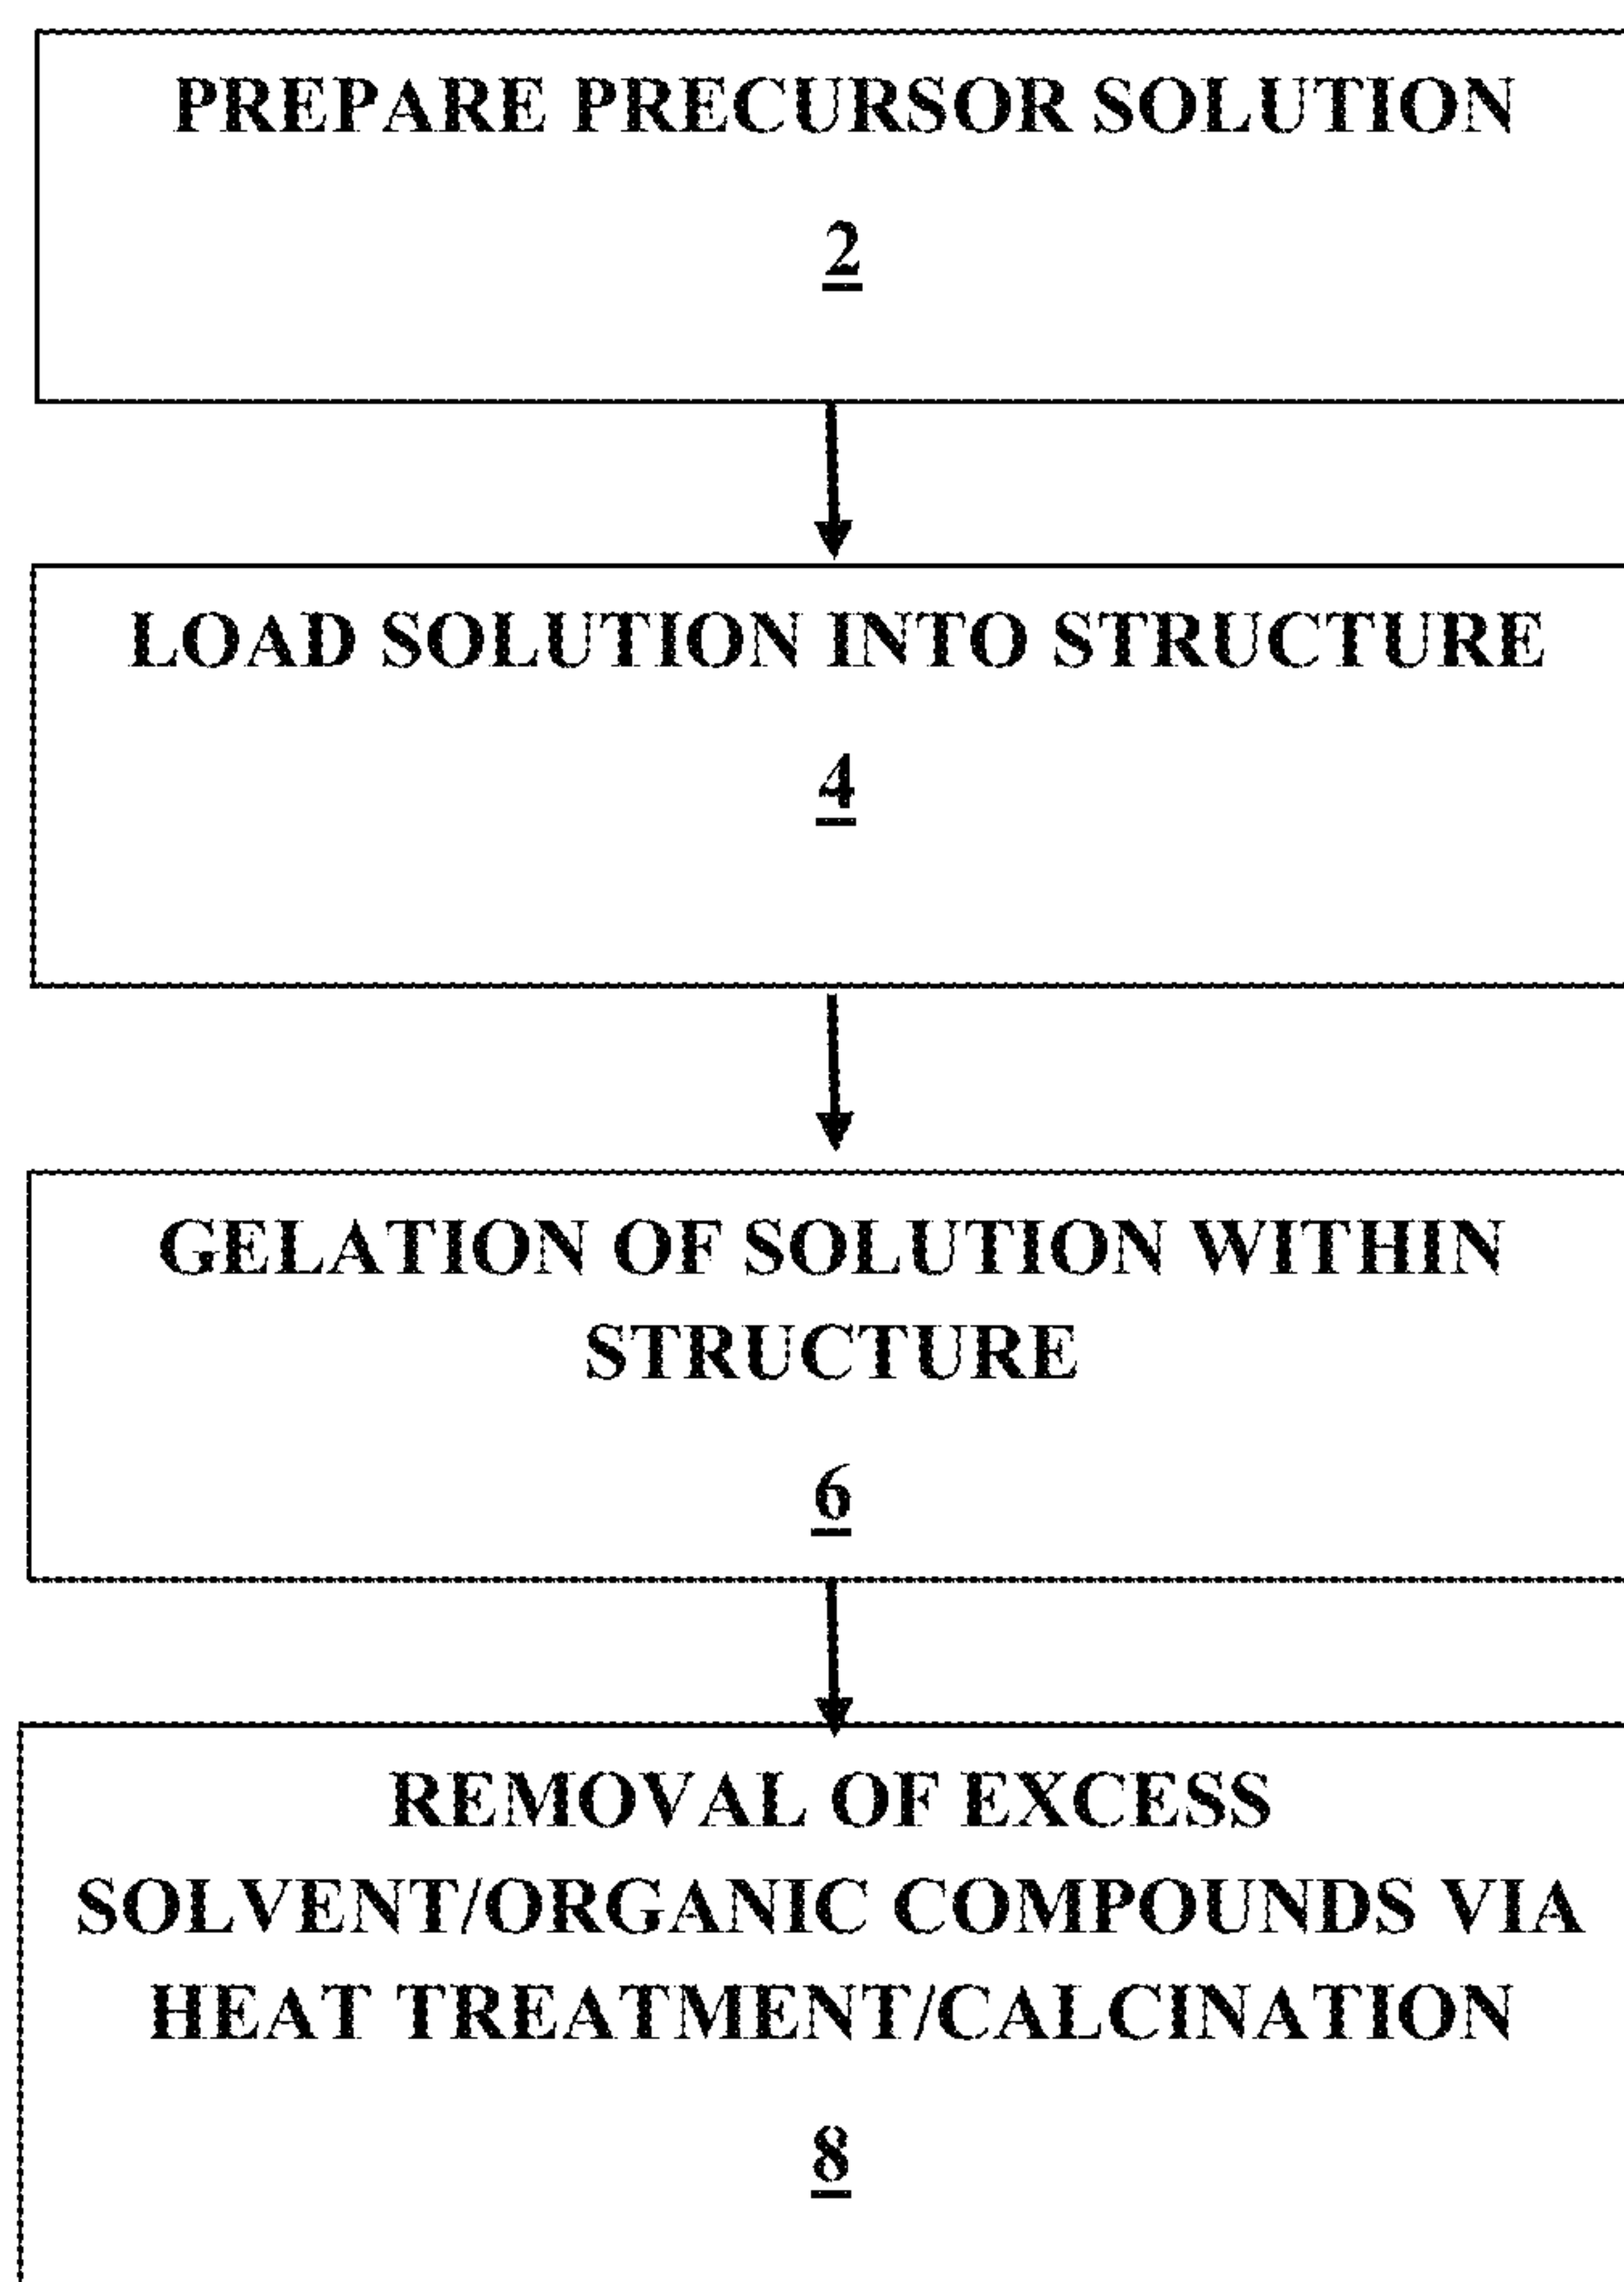 PREPARE PRECURSOR SOLUTION
2
LOAD SOLUTION INTO STRUCTURE
4
GELATION OF SOLUTION WITHIN
STRUCTURE
6
REMOVAL OF EXCESS
SOLVENT/ORGANIC COMPOUNDS VIA
HEAT TREATMENT/CALCINATION
8